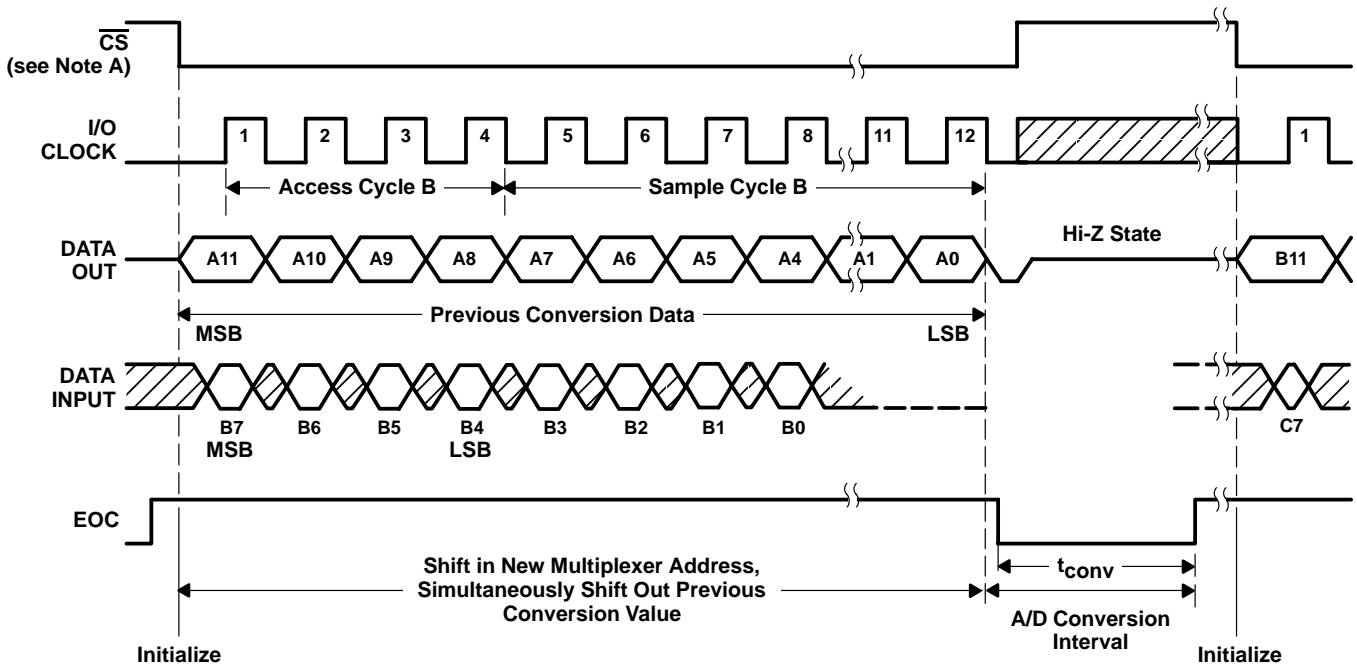 CS
(see Note A)
I/O
CLOCK
1 2 3 4 5 6 7 8 11 12 1
Access Cycle B Sample Cycle B
DATA
OUT
A11 A10 A9 A8 A7 A6 A5 A4 A1 A0 Hi-Z State B11
Previous Conversion Data
MSB LSB
DATA
INPUT
B7 B6 B5 B4 B3 B2 B1 B0 C7
MSB LSB
EOC
Shift in New Multiplexer Address,
Simultaneously Shift Out Previous
Conversion Value
tconv
A/D Conversion
Interval
Initialize Initialize